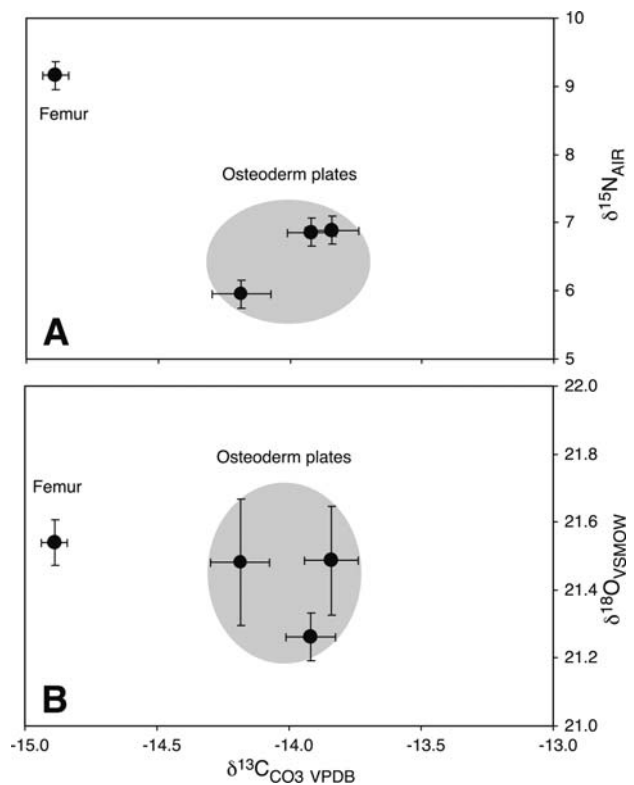 10
9
Femur
8
Osteoderm plates
δ15NAIR
7
6
A
5
22.0
21.8
Osteoderm plates
Femur
21.6
δ18OVSMOW
21.4
21.2
B
21.0
-15.0 -14.5 -14.0 -13.5 -13.0
δ13CCO3 VPDB